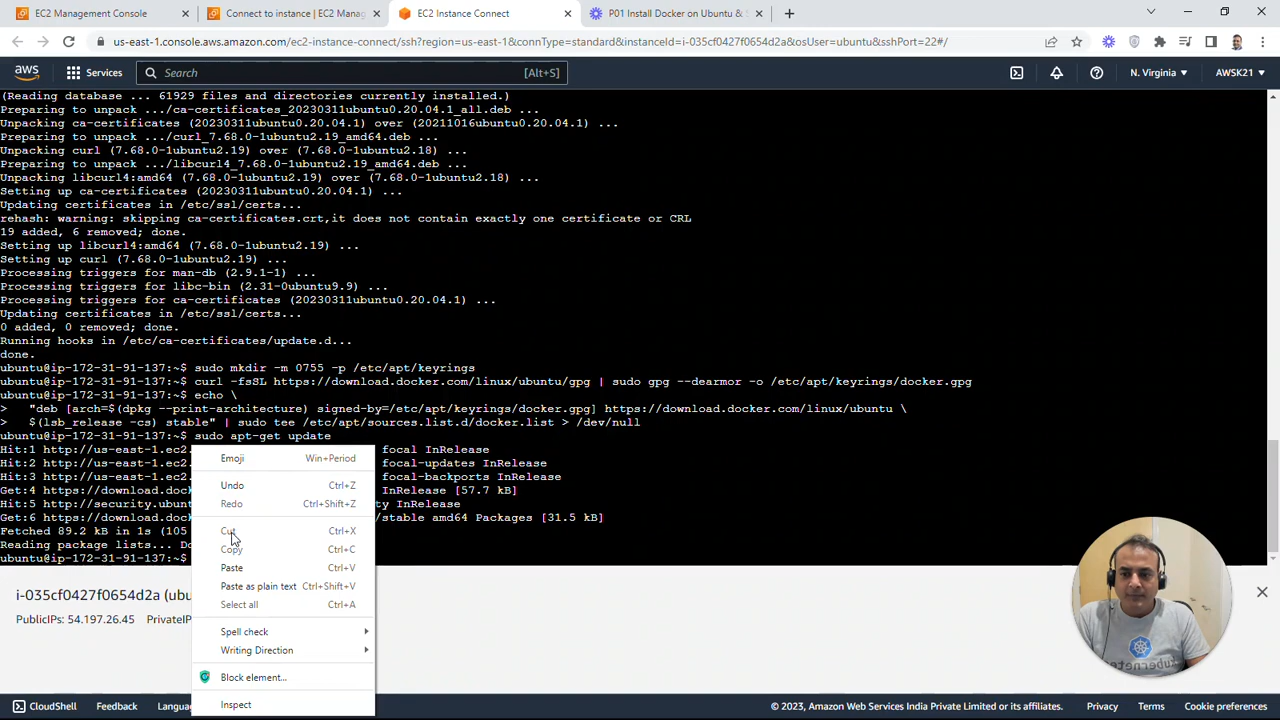 EC2 Management Console
Connect to instance | EC2 Manag
EC2 Instance Connect
P01 Install Docker on Ubuntu &
us-east-1.console.aws.amazon.com/ec2-instance-connect/ssh?region=us-east-1&connType=standard&instanceId=i-035cf0427f0654d2a&osUser=ubuntu&sshPort=22#/
aws
Services
Search
[Alt+S]
N. Virginia
AWSK21
(Reading database ... 61929 files and directories currently installed.)
Preparing to unpack .../ca-certificates_20230311ubuntu0.20.04.1_all.deb ...
Unpacking ca-certificates (20230311ubuntu0.20.04.1) over (20211016ubuntu0.20.04.1) ...
Preparing to unpack .../curl_7.68.0-1ubuntu2.19_amd64.deb ...
Unpacking curl (7.68.0-1ubuntu2.19) over (7.68.0-1ubuntu2.18) ...
Preparing to unpack .../libcurl4_7.68.0-1ubuntu2.19_amd64.deb ...
Unpacking libcurl4:amd64 (7.68.0-1ubuntu2.19) over (7.68.0-1ubuntu2.18) ...
Setting up ca-certificates (20230311ubuntu0.20.04.1) ...
Updating certificates in /etc/ssl/certs...
rehash: warning: skipping ca-certificates.crt,it does not contain exactly one certificate or CRL
19 added, 6 removed; done.
Setting up libcurl4:amd64 (7.68.0-1ubuntu2.19) ...
Setting up curl (7.68.0-1ubuntu2.19) ...
Processing triggers for man-db (2.9.1-1) ...
Processing triggers for libc-bin (2.31-0ubuntu9.9) ...
Processing triggers for ca-certificates (20230311ubuntu0.20.04.1) ...
Updating certificates in /etc/ssl/certs...
0 added, 0 removed; done.
Running hooks in /etc/ca-certificates/update.d...
done.
ubuntu@ip-172-31-91-137:~$ sudo mkdir -m 0755 -p /etc/apt/keyrings
ubuntu@ip-172-31-91-137:~$ curl -fsSL https://download.docker.com/linux/ubuntu/gpg | sudo gpg --dearmor -o /etc/apt/keyrings/docker.gpg
ubuntu@ip-172-31-91-137:~$ echo \
> "deb [arch=$(dpkg --print-architecture) signed-by=/etc/apt/keyrings/docker.gpg] https://download.docker.com/linux/ubuntu \
> $(lsb_release -cs) stable" | sudo tee /etc/apt/sources.list.d/docker.list > /dev/null
ubuntu@ip-172-31-91-137:~$ sudo apt-get update
Hit:1 http://us-east-1.ec2. focal InRelease
Hit:2 http://us-east-1.ec2. focal-updates InRelease
Hit:3 http://us-east-1.ec2. focal-backports InRelease
Get:4 https://download.doc InRelease [57.7 kB]
Hit:5 http://security.ubun ty InRelease
Get:6 https://download.doc /stable amd64 Packages [31.5 kB]
Fetched 89.2 kB in 1s (105
Reading package lists... Do
ubuntu@ip-172-31-91-137:~$
Emoji Win+Period
Undo Ctrl+Z
Redo Ctrl+Shift+Z
Cut Ctrl+X
Copy Ctrl+C
Paste Ctrl+V
Paste as plain text Ctrl+Shift+V
Select all Ctrl+A
Spell check
Writing Direction
Block element...
Inspect
i-035cf0427f0654d2a (ubu
PublicIPs: 54.197.26.45 PrivateIP
kubernetes
CloudShell
Feedback
Langua
© 2023, Amazon Web Services India Private Limited or its affiliates.
Privacy
Terms
Cookie preferences